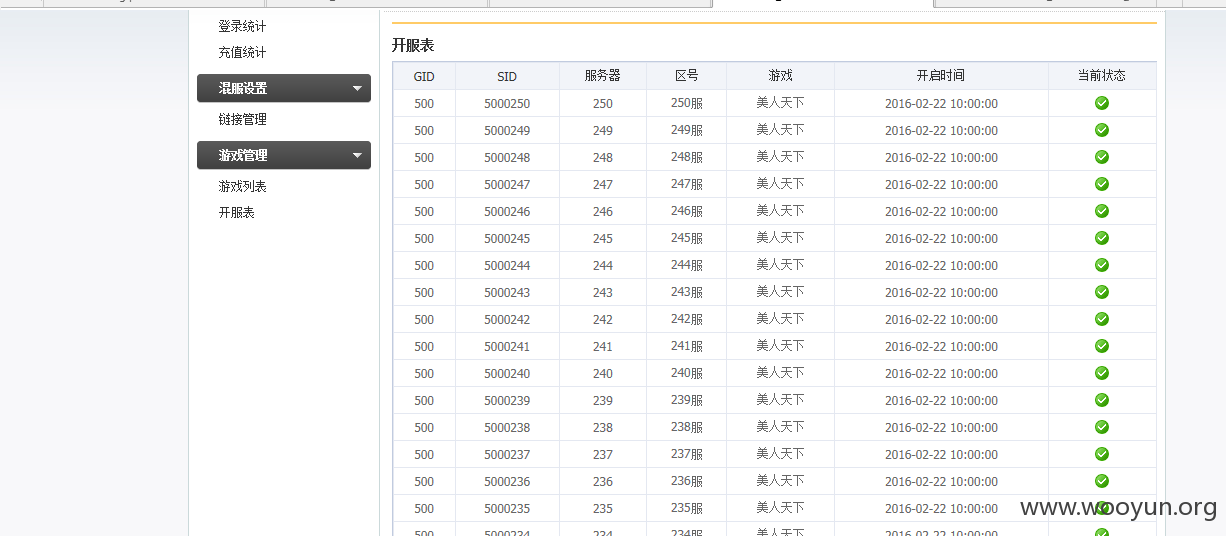 登录统计
充值统计
混服设置
链接管理
游戏管理
游戏列表
开服表
开服表
GID SID 服务器 区号 游戏 开启时间 当前状态
500 5000250 250 250服 美人天下 2016-02-22 10:00:00
500 5000249 249 249服 美人天下 2016-02-22 10:00:00
500 5000248 248 248服 美人天下 2016-02-22 10:00:00
500 5000247 247 247服 美人天下 2016-02-22 10:00:00
500 5000246 246 246服 美人天下 2016-02-22 10:00:00
500 5000245 245 245服 美人天下 2016-02-22 10:00:00
500 5000244 244 244服 美人天下 2016-02-22 10:00:00
500 5000243 243 243服 美人天下 2016-02-22 10:00:00
500 5000242 242 242服 美人天下 2016-02-22 10:00:00
500 5000241 241 241服 美人天下 2016-02-22 10:00:00
500 5000240 240 240服 美人天下 2016-02-22 10:00:00
500 5000239 239 239服 美人天下 2016-02-22 10:00:00
500 5000238 238 238服 美人天下 2016-02-22 10:00:00
500 5000237 237 237服 美人天下 2016-02-22 10:00:00
500 5000236 236 236服 美人天下 2016-02-22 10:00:00
500 5000235 235 235服 美人天下 2016-02-22 10:00:00
500 5000234 234 234服 美人天下 2016-02-22 10:00:00
www.wooyun.org